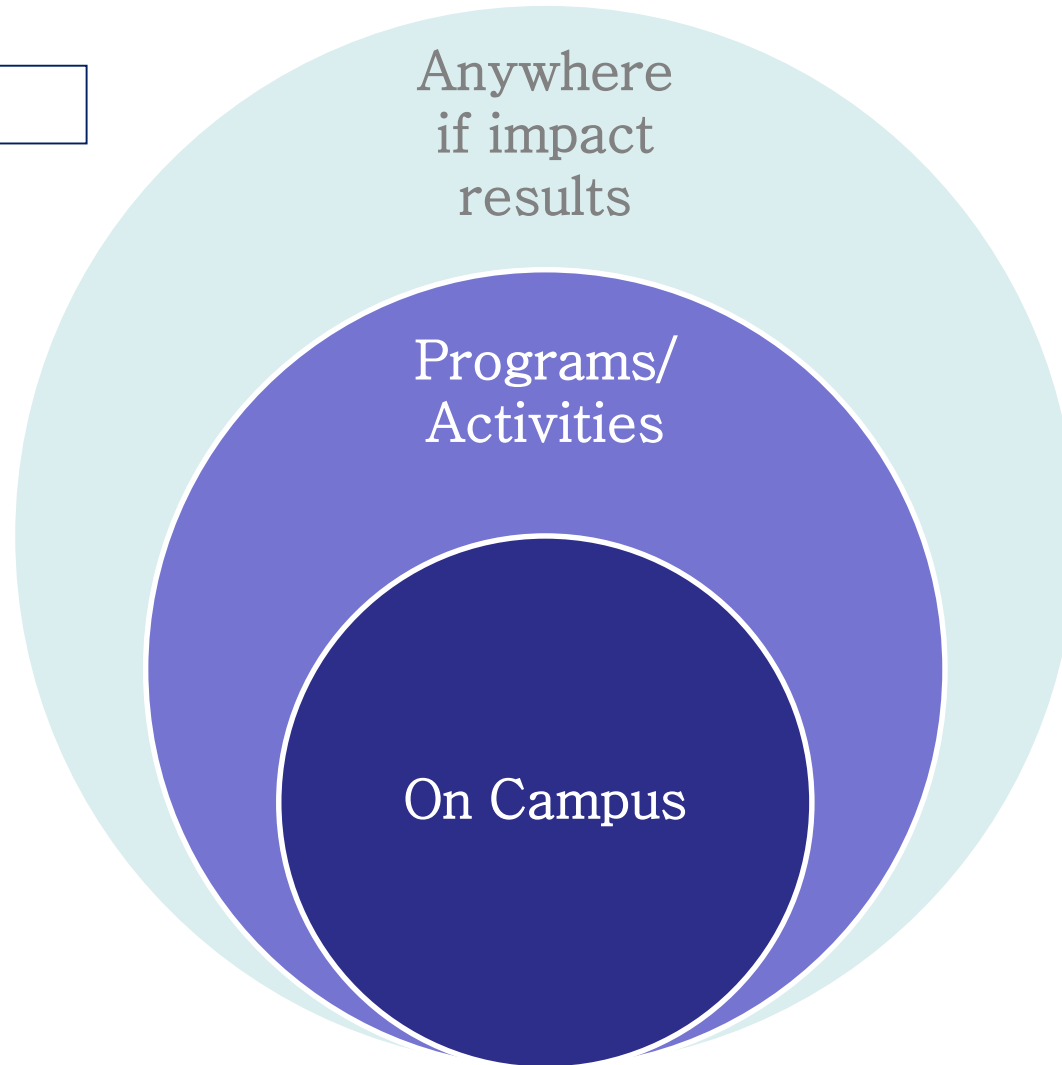 Anywhere
if impact
results
Programs/
Activities
On Campus